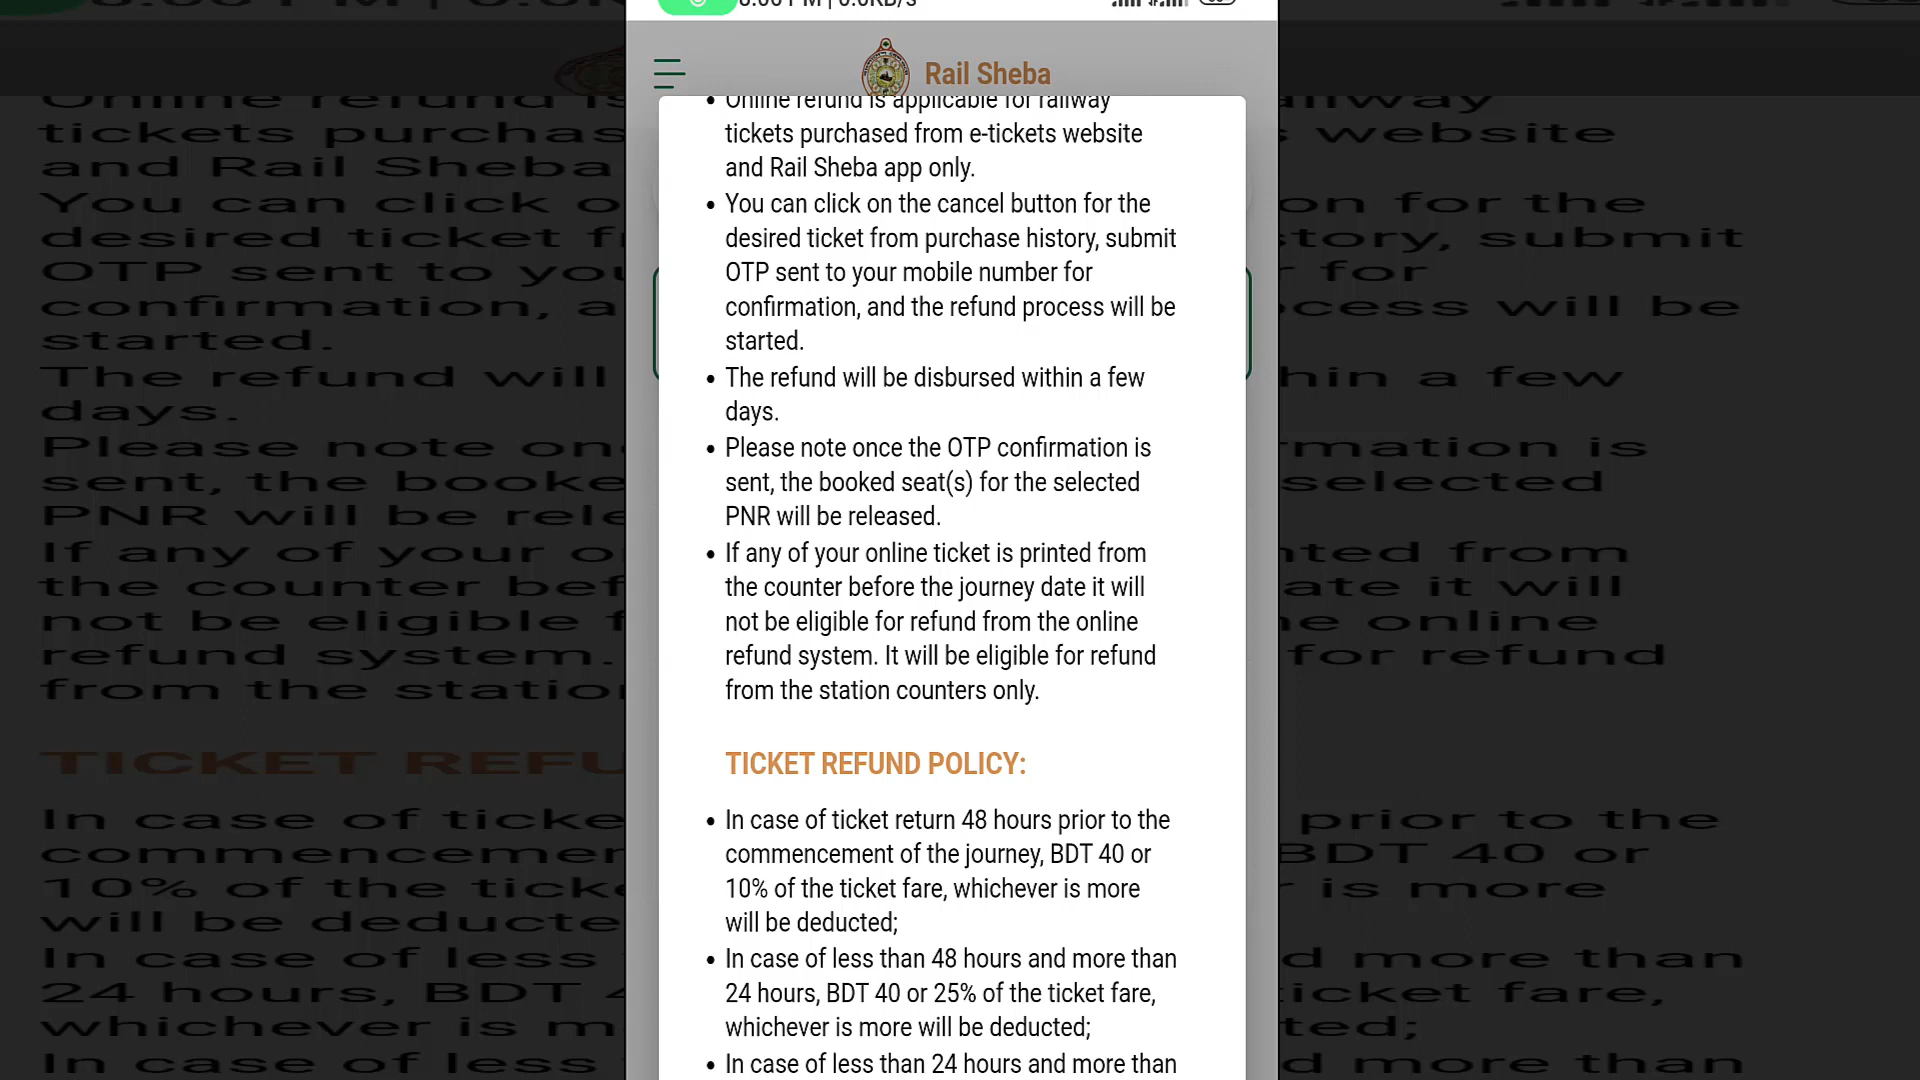 Rail Sheba
• Online refund is applicable for railway
tickets purchased from e-tickets website
and Rail Sheba app only.
• You can click on the cancel button for the
desired ticket from purchase history, submit
OTP sent to your mobile number for
confirmation, and the refund process will be
started.
• The refund will be disbursed within a few
days.
• Please note once the OTP confirmation is
sent, the booked seat(s) for the selected
PNR will be released.
• If any of your online ticket is printed from
the counter before the journey date it will
not be eligible for refund from the online
refund system. It will be eligible for refund
from the station counters only.
TICKET REFUND POLICY:
• In case of ticket return 48 hours prior to the
commencement of the journey, BDT 40 or
10% of the ticket fare, whichever is more
will be deducted;
• In case of less than 48 hours and more than
24 hours, BDT 40 or 25% of the ticket fare,
whichever is more will be deducted;
• In case of less than 24 hours and more than